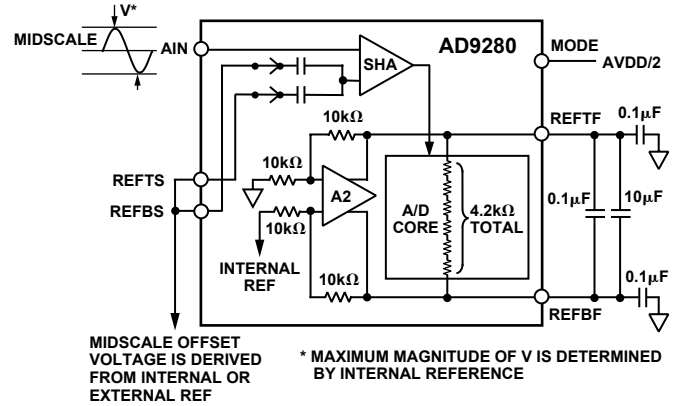 V*
MIDSCALE
AIN
SHA
AD9280
MODE
AVDD/2
REFTF
0.1μF
10kΩ
10kΩ
REFTS
REFBS
A2
10kΩ
INTERNAL
REF
10kΩ
A/D
CORE
4.2kΩ
TOTAL
0.1μF
10μF
0.1μF
REFBF
MIDSCALE OFFSET
VOLTAGE IS DERIVED
FROM INTERNAL OR
EXTERNAL REF
* MAXIMUM MAGNITUDE OF V IS DETERMINED
BY INTERNAL REFERENCE